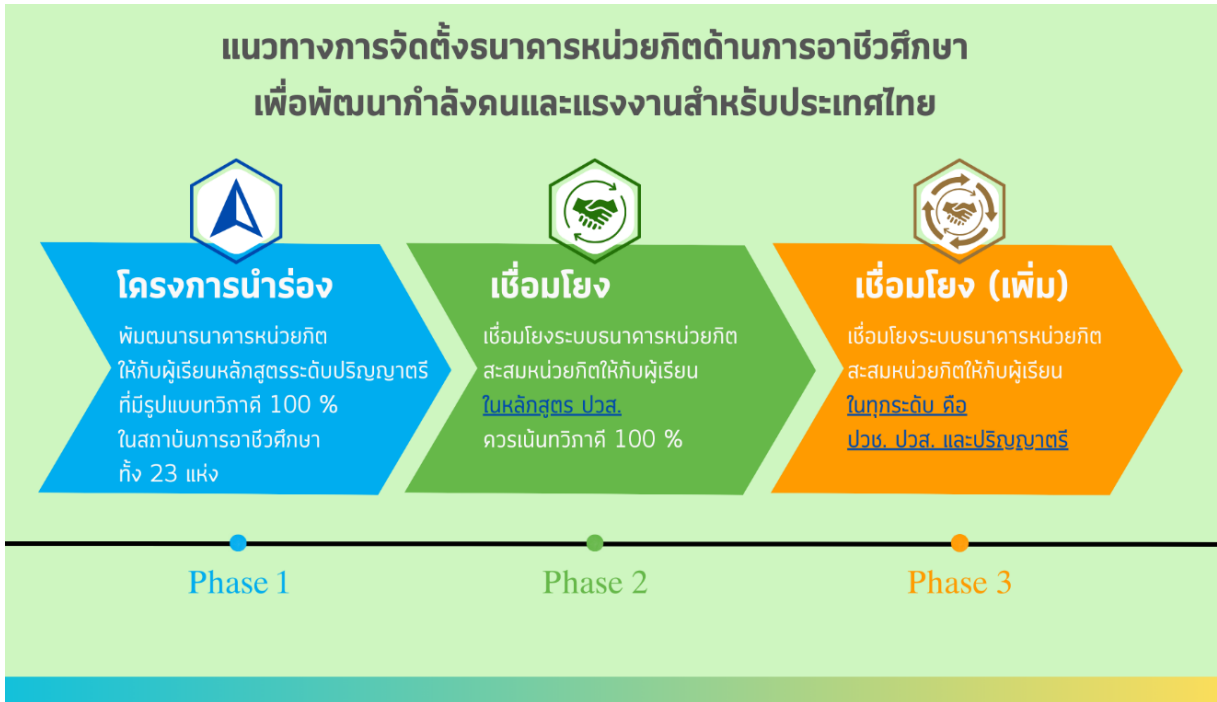 แนวทางการจัดตั้งธนาคารหน่วยกิตด้านการอาชีวศึกษา
เพื่อพัฒนากำลังคนและแรงงานสำหรับประเทศไทย
โครงการนำร่อง
พัมฒนาธนาคารหน่วยกิต
ให้กับผู้เรียนหลักสูตรระดับปริญญาตรี
ที่มีรูปแบบทวิภาคี 100 %
ในสถาบันการอาชีวศึกษา
ทั้ง 23 แห่ง
เชื่อมโยง
เชื่อมโยงระบบธนาคารหน่วยกิต
สะสมหน่วยกิตให้กับผู้เรียน
ในหลักสูตร ปวส.
ควรเน้นทวิภาคี 100 %
เชื่อมโยง (เพิ่ม)
เชื่อมโยงระบบธนาคารหน่วยกิต
สะสมหน่วยกิตให้กับผู้เรียน
ในทุกระดับ คือ
ปวช. ปวส. และปริญญาตรี
Phase 1
Phase 2
Phase 3